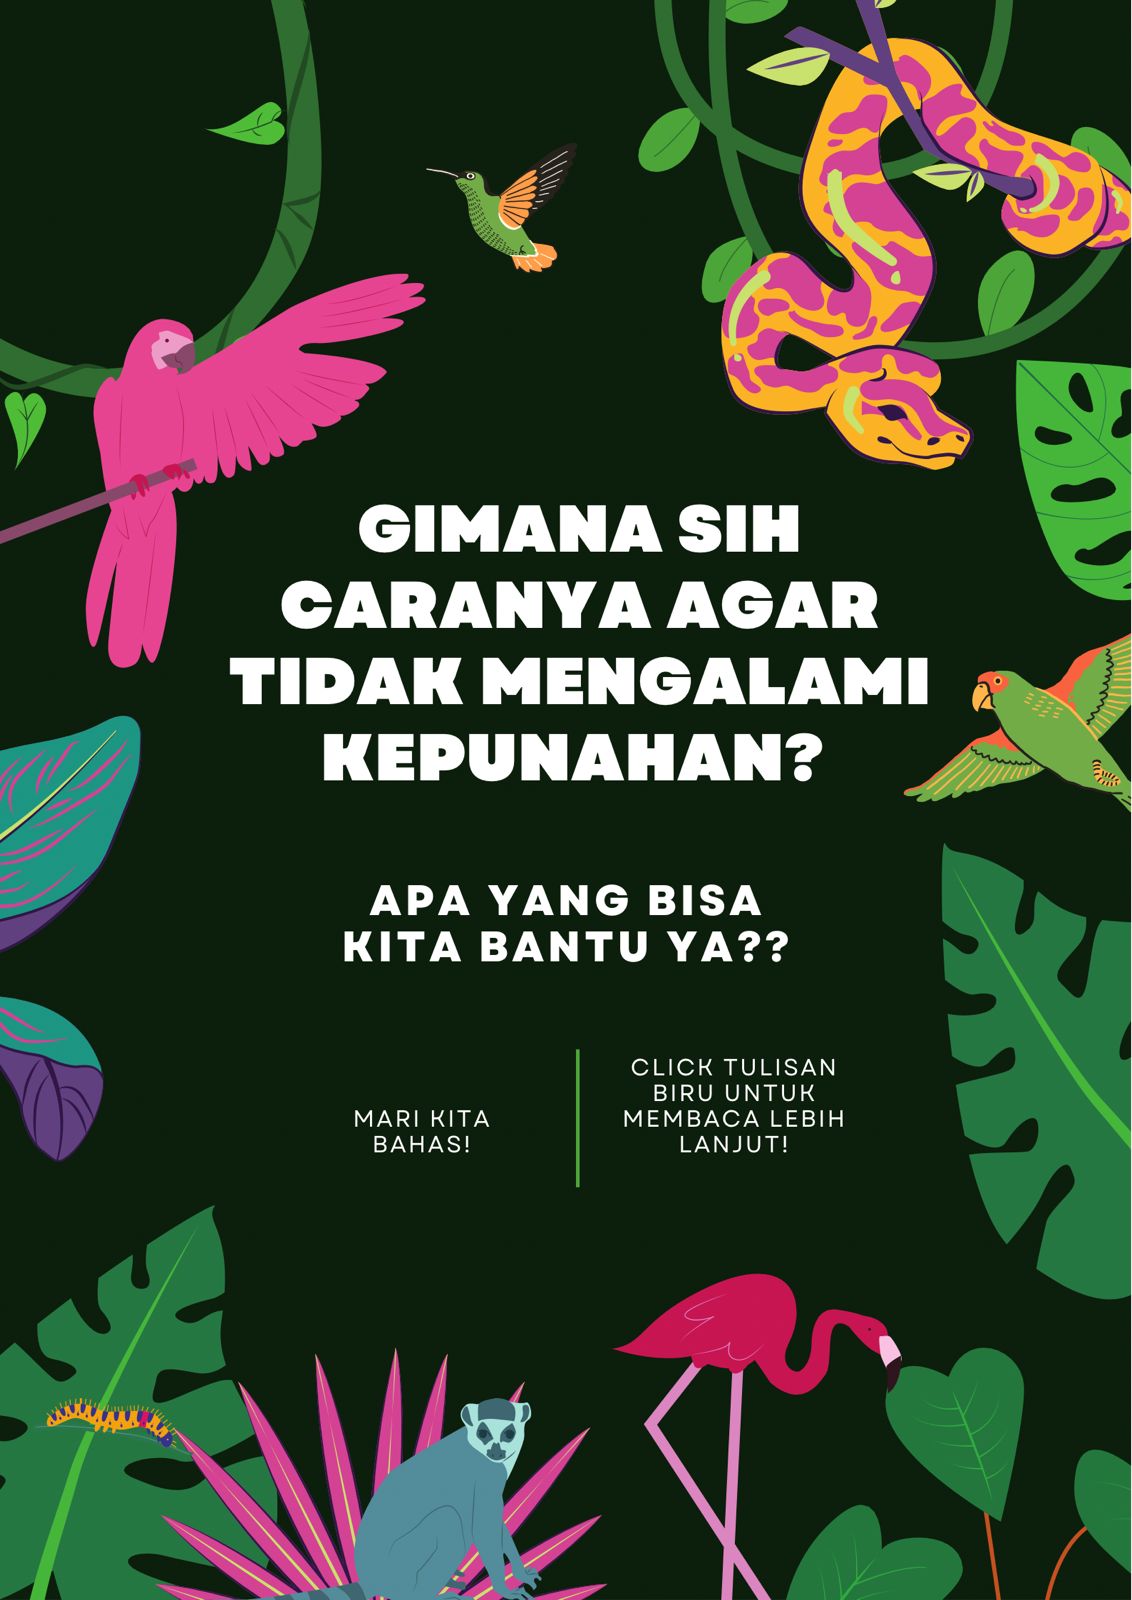 GIMANA SIH
CARANYA AGAR
TIDAK MENGALAMI
KEPUNAHAN?
APA YANG BISA
KITA BANTU YA??
MARI KITA
BAHAS!
CLICK TULISAN
BIRU UNTUK
MEMBACA LEBIH
LANJUT!